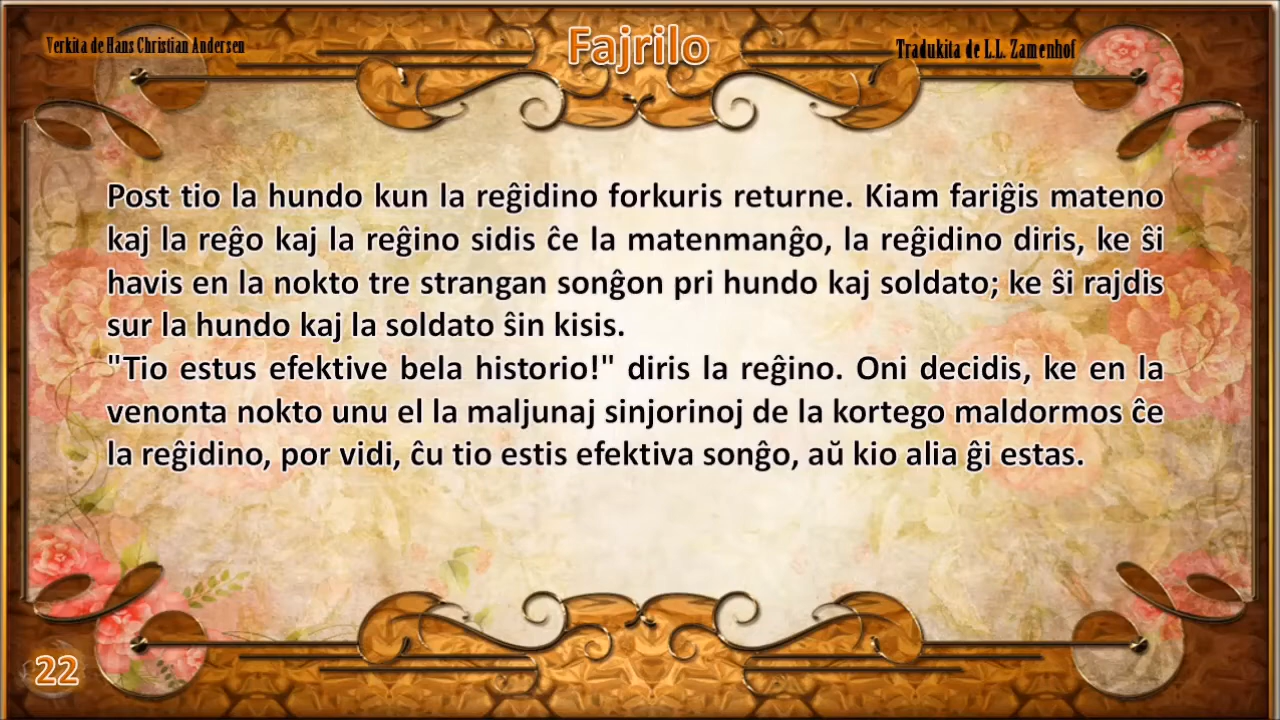 Verkita de Hans Christian Andersen
Fajrilo
Tradukita de L.L. Zamenhof
Post tio la hundo kun la reĝidino forkuris returne. Kiam fariĝis mateno
kaj la reĝo kaj la reĝino sidis ĉe la matenmanĝo, la reĝidino diris, ke ŝi
havis en la nokto tre strangan sonĝon pri hundo kaj soldato; ke ŝi rajdis
sur la hundo kaj la soldato ŝin kisis.
"Tio estus efektive bela historio!" diris la reĝino. Oni decidis, ke en la
venonta nokto unu el la maljunaj sinjorinoj de la kortego maldormos ĉe
la reĝidino, por vidi, ĉu tio estis efektiva sonĝo, aŭ kio alia ĝi estas.
22